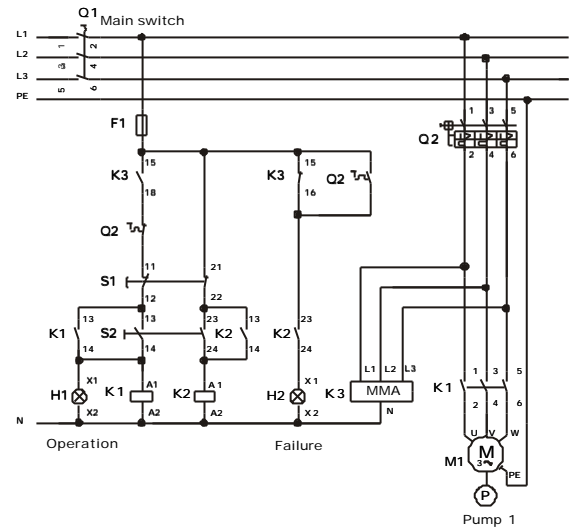 Q1 Main switch
L1
1 2
L2
3 4
L3
5 6
PE
F1
1 3 5
Q2
2 4 6
15 15
K3 K3 Q2
18 16
Q2
11 21
S1
12 22
13 13 23 13 23
K1 S2 K2 K2
14 14 24 14 24
L1 L2 L3
1 3 5
K1
2 4 6
X1 A1 A1 X1
H1 K1 K2 H2 K3 MMA
X2 A2 A2 X2 N
N
Operation Failure
U V W
M1 M
3~
PE
P
Pump 1